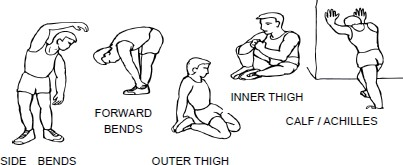 FORWARD
BENDS
INNER THIGH
CALF / ACHILLES
SIDE BENDS
OUTER THIGH